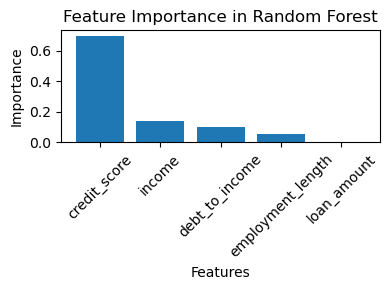 Feature Importance in Random Forest
Importance
0.6
0.4
0.2
0.0
credit_score
income
debt_to_income
employment_length
loan_amount
Features